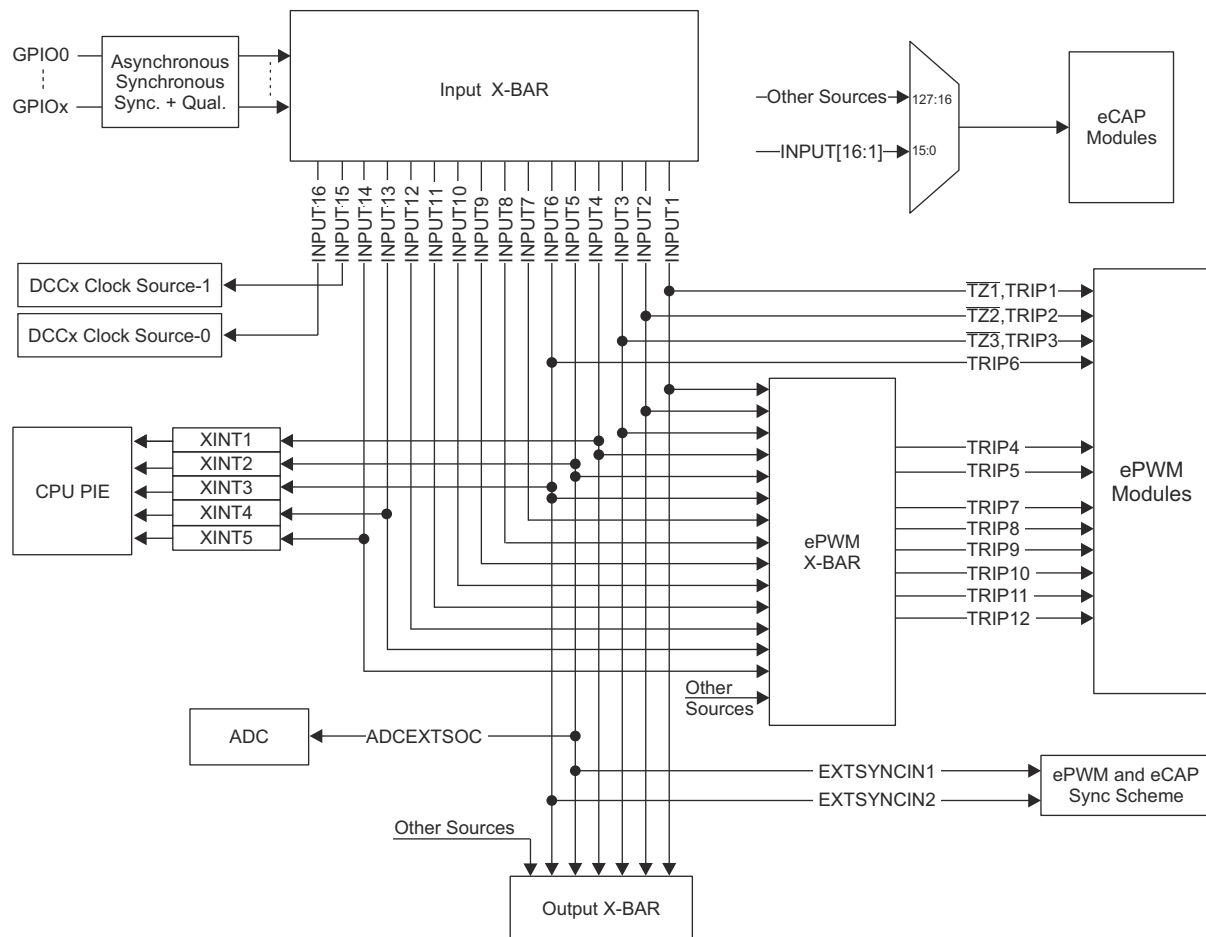 GPIO0
GPIOx
Asynchronous
Synchronous
Sync. + Qual.
Input X-BAR
Other Sources
INPUT[16:1]
127:16
15:0
eCAP
Modules
INPUT16
INPUT15
INPUT14
INPUT13
INPUT12
INPUT11
INPUT10
INPUT9
INPUT8
INPUT7
INPUT6
INPUT5
INPUT4
INPUT3
INPUT2
INPUT1
DCCx Clock Source-1
DCCx Clock Source-0
TZ1,TRIP1
TZ2,TRIP2
TZ3,TRIP3
TRIP6
CPU PIE
XINT1
XINT2
XINT3
XINT4
XINT5
ePWM
X-BAR
TRIP4
TRIP5
TRIP7
TRIP8
TRIP9
TRIP10
TRIP11
TRIP12
ePWM
Modules
Other
Sources
ADC
ADCEXTSOC
EXTSYNCIN1
EXTSYNCIN2
ePWM and eCAP
Sync Scheme
Other Sources
Output X-BAR